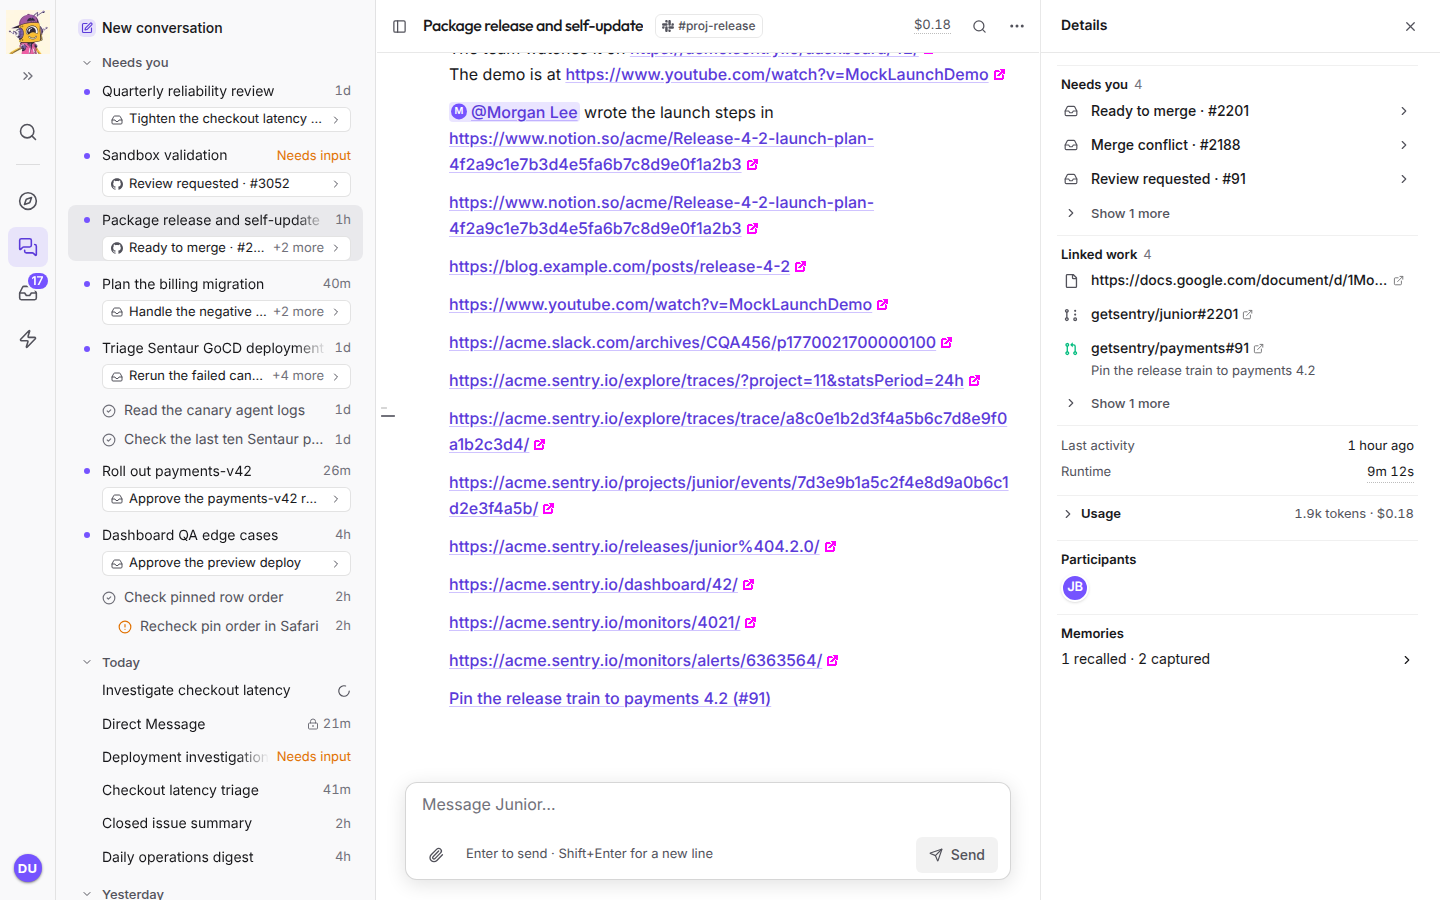 New conversation
Needs you
Quarterly reliability review 1d
Tighten the checkout latency ...
Sandbox validation Needs input
Review requested · #3052
Package release and self-update 1h
Ready to merge · #2... +2 more
Plan the billing migration 40m
Handle the negative ... +2 more
Triage Sentaur GoCD deployment 1d
Rerun the failed can... +4 more
Read the canary agent logs 1d
Check the last ten Sentaur p... 1d
Roll out payments-v42 26m
Approve the payments-v42 r...
Dashboard QA edge cases 4h
Approve the preview deploy
Check pinned row order 2h
Recheck pin order in Safari 2h
Today
Investigate checkout latency
Direct Message 21m
Deployment investigation Needs input
Checkout latency triage 41m
Closed issue summary 2h
Daily operations digest 4h
Yesterday
17
DU
Package release and self-update #proj-release $0.18
The demo is at https://www.youtube.com/watch?v=MockLaunchDemo
M @Morgan Lee wrote the launch steps in
https://www.notion.so/acme/Release-4-2-launch-plan-
4f2a9c1e7b3d4e5fa6b7c8d9e0f1a2b3
https://www.notion.so/acme/Release-4-2-launch-plan-
4f2a9c1e7b3d4e5fa6b7c8d9e0f1a2b3
https://blog.example.com/posts/release-4-2
https://www.youtube.com/watch?v=MockLaunchDemo
https://acme.slack.com/archives/CQA456/p1770021700000100
https://acme.sentry.io/explore/traces/?project=11&statsPeriod=24h
https://acme.sentry.io/explore/traces/trace/a8c0e1b2d3f4a5b6c7d8e9f0
a1b2c3d4/
https://acme.sentry.io/projects/junior/events/7d3e9b1a5c2f4e8d9a0b6c1
d2e3f4a5b/
https://acme.sentry.io/releases/junior%404.2.0/
https://acme.sentry.io/dashboard/42/
https://acme.sentry.io/monitors/4021/
https://acme.sentry.io/monitors/alerts/6363564/
Pin the release train to payments 4.2 (#91)
Message Junior...
Enter to send · Shift+Enter for a new line
Send
Details
Needs you 4
Ready to merge · #2201
Merge conflict · #2188
Review requested · #91
Show 1 more
Linked work 4
https://docs.google.com/document/d/1Mo...
getsentry/junior#2201
getsentry/payments#91
Pin the release train to payments 4.2
Show 1 more
Last activity 1 hour ago
Runtime 9m 12s
Usage 1.9k tokens · $0.18
Participants
JB
Memories
1 recalled · 2 captured